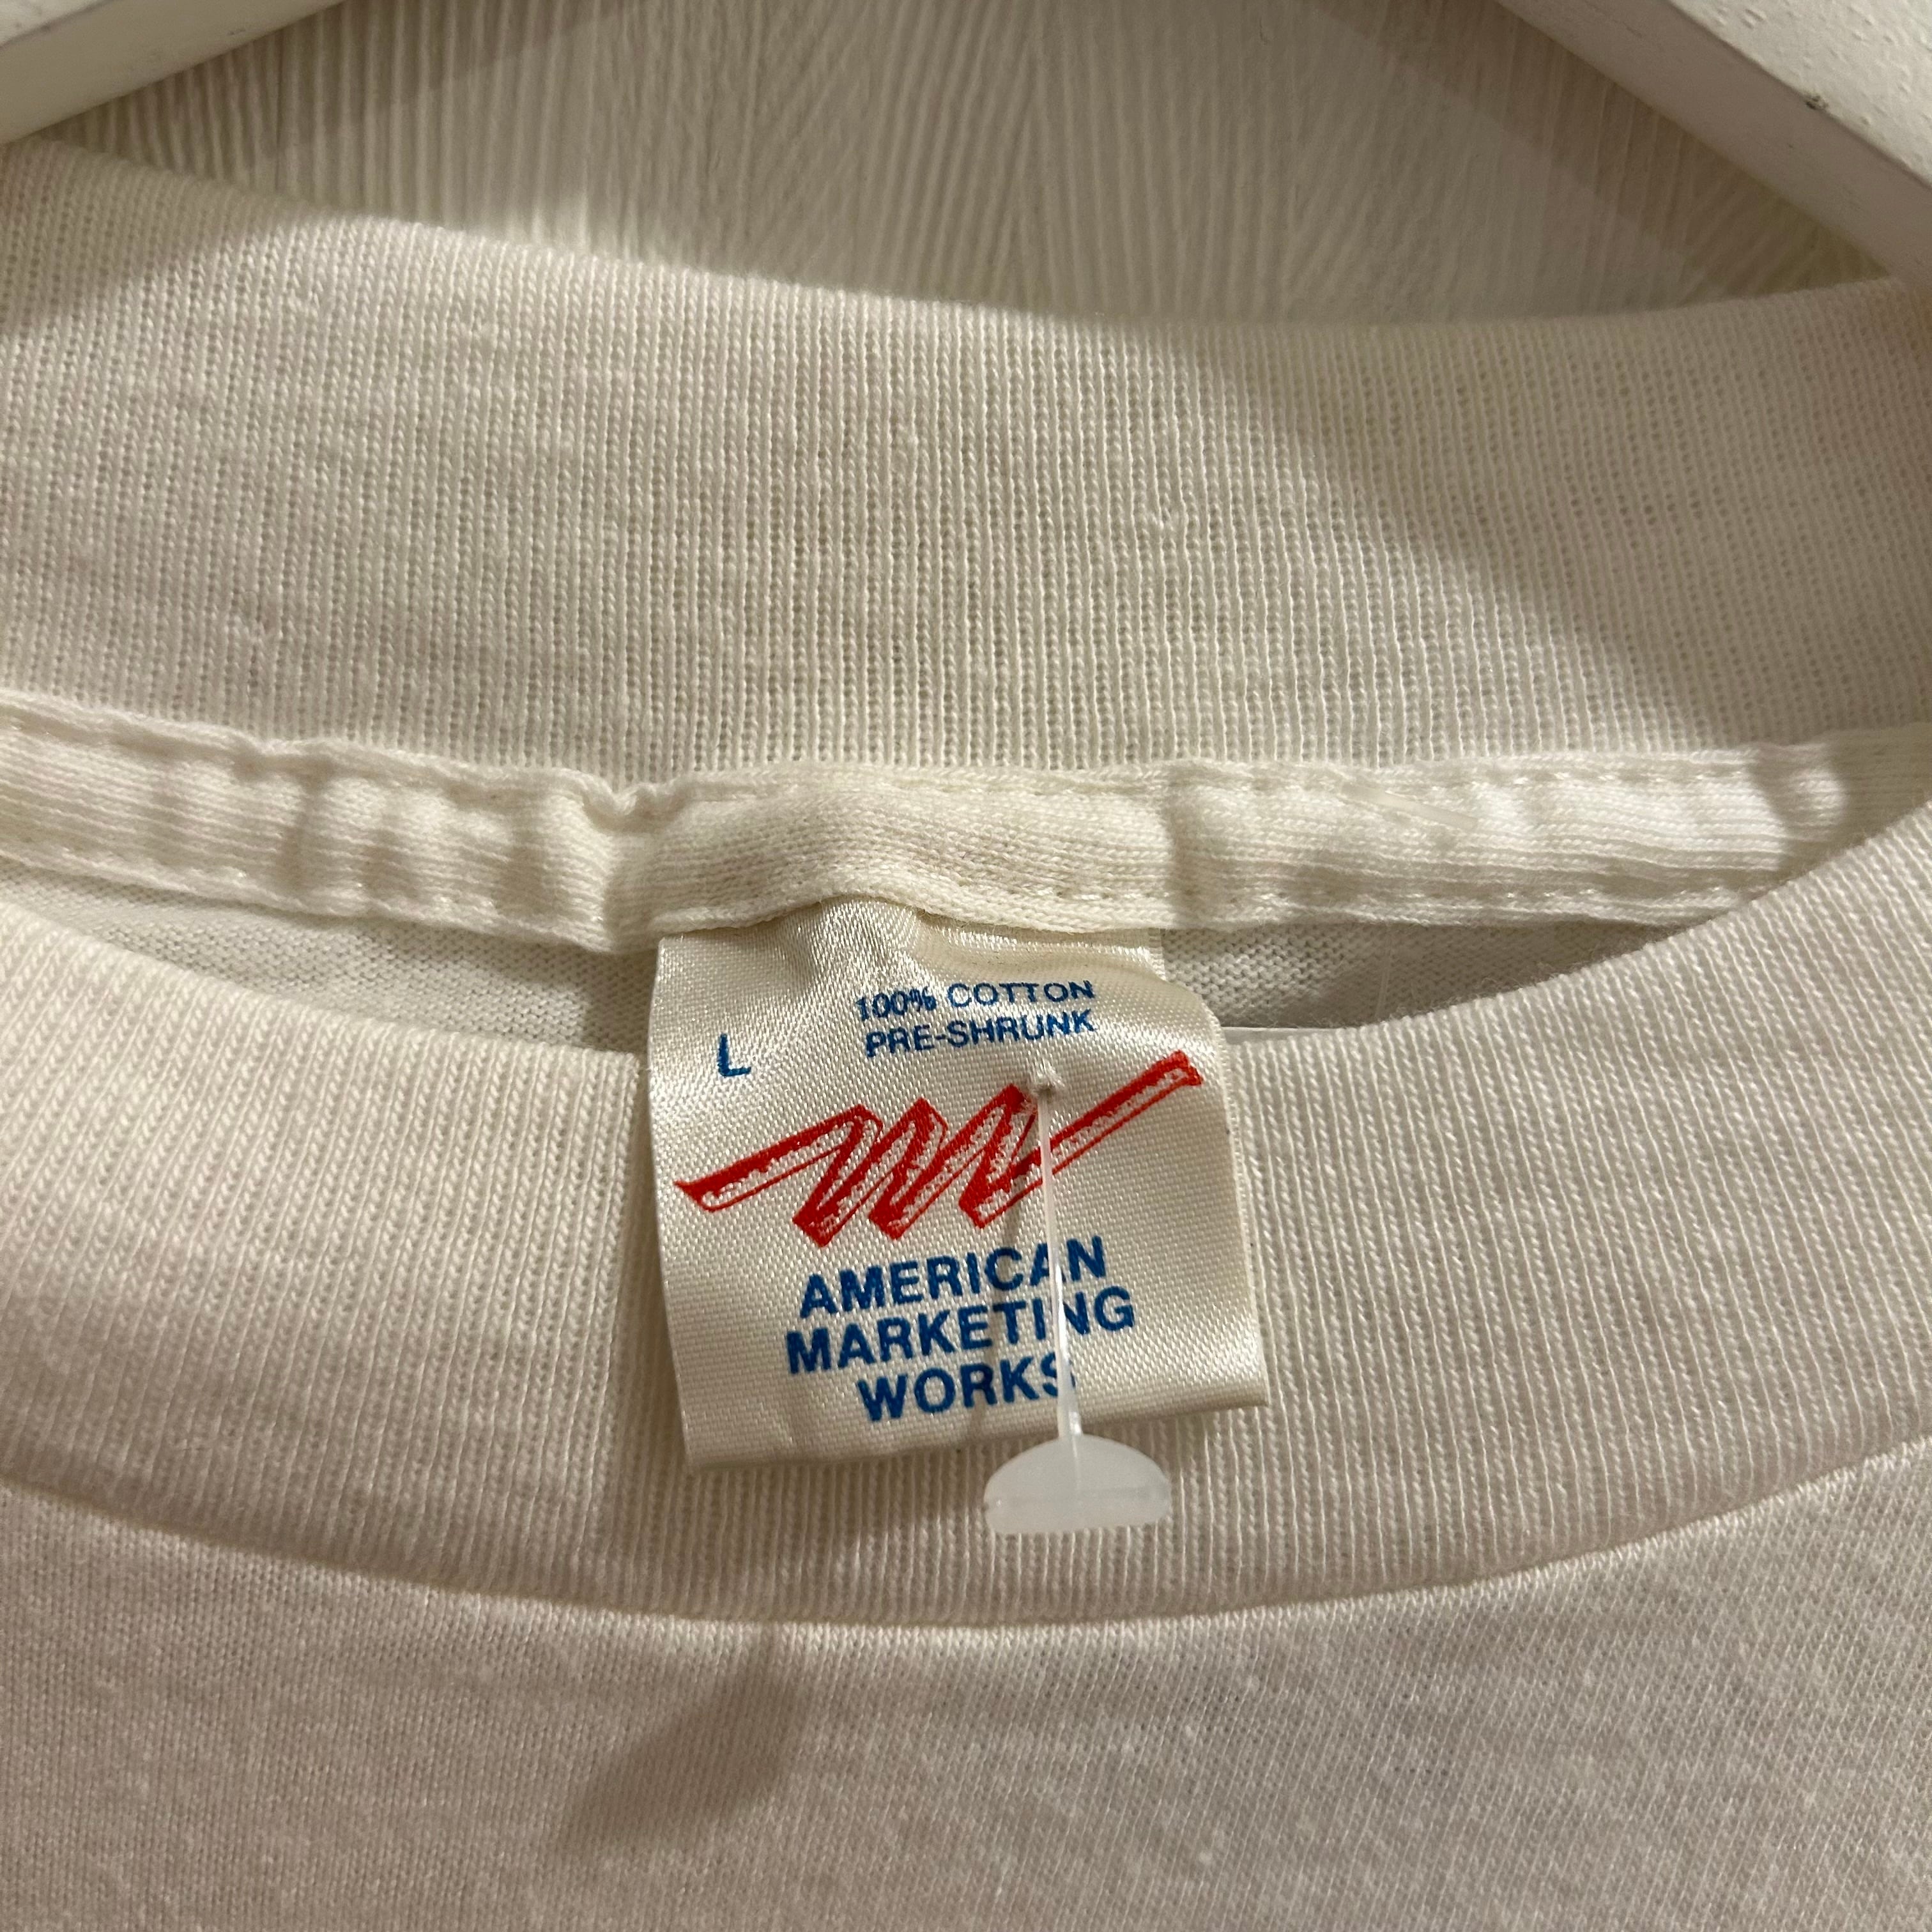 100% COTTON
PRE-SHRUNK
L
AMERICAN
MARKETING
WORKS